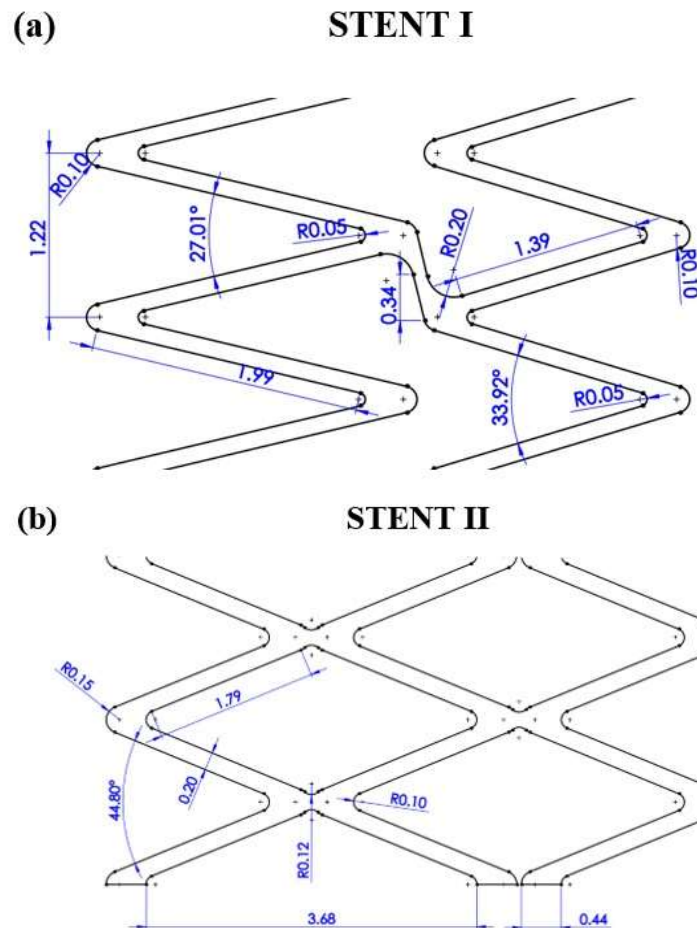 (a) STENT I
R0.10
1.22
27.01°
R0.05
R0.20
1.39
0.34
R0.10
1.99
33.92°
R0.05
(b) STENT II
R0.15
1.79
44.80°
0.20
R0.10
R0.12
3.68
0.44